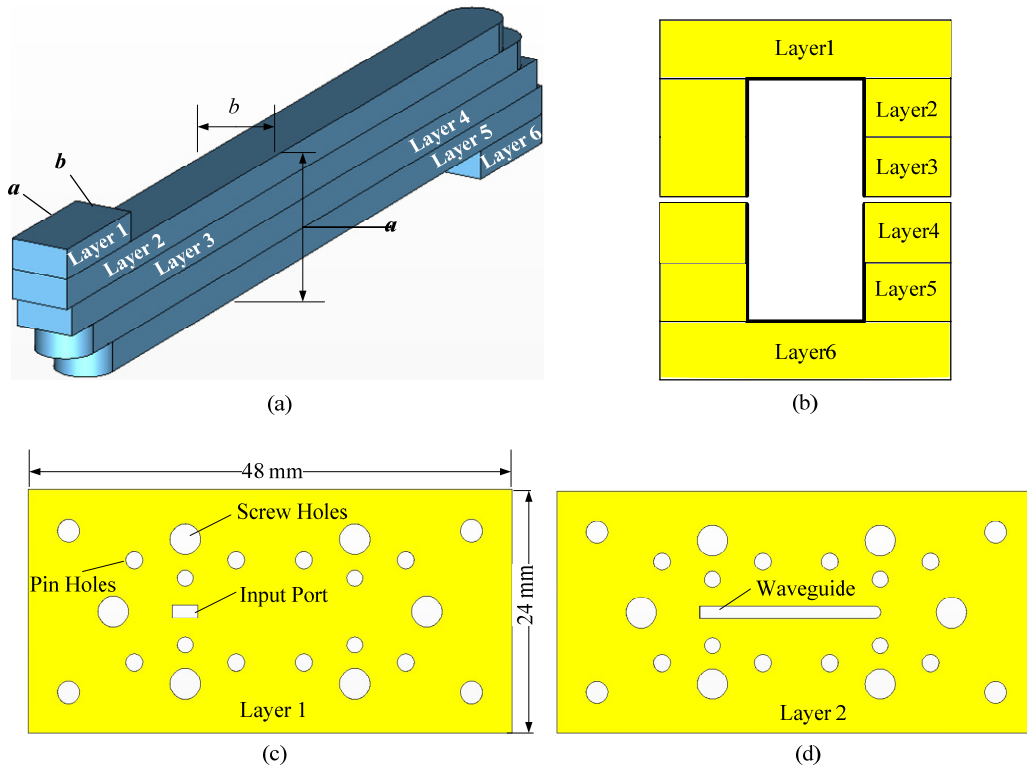 b
a
b
a
Layer 1
Layer 2
Layer 3
Layer 4
Layer 5
Layer 6
(a)
Layer1
Layer2
Layer3
Layer4
Layer5
Layer6
(b)
48 mm
24 mm
Screw Holes
Pin Holes
Input Port
Layer 1
(c)
Waveguide
Layer 2
(d)